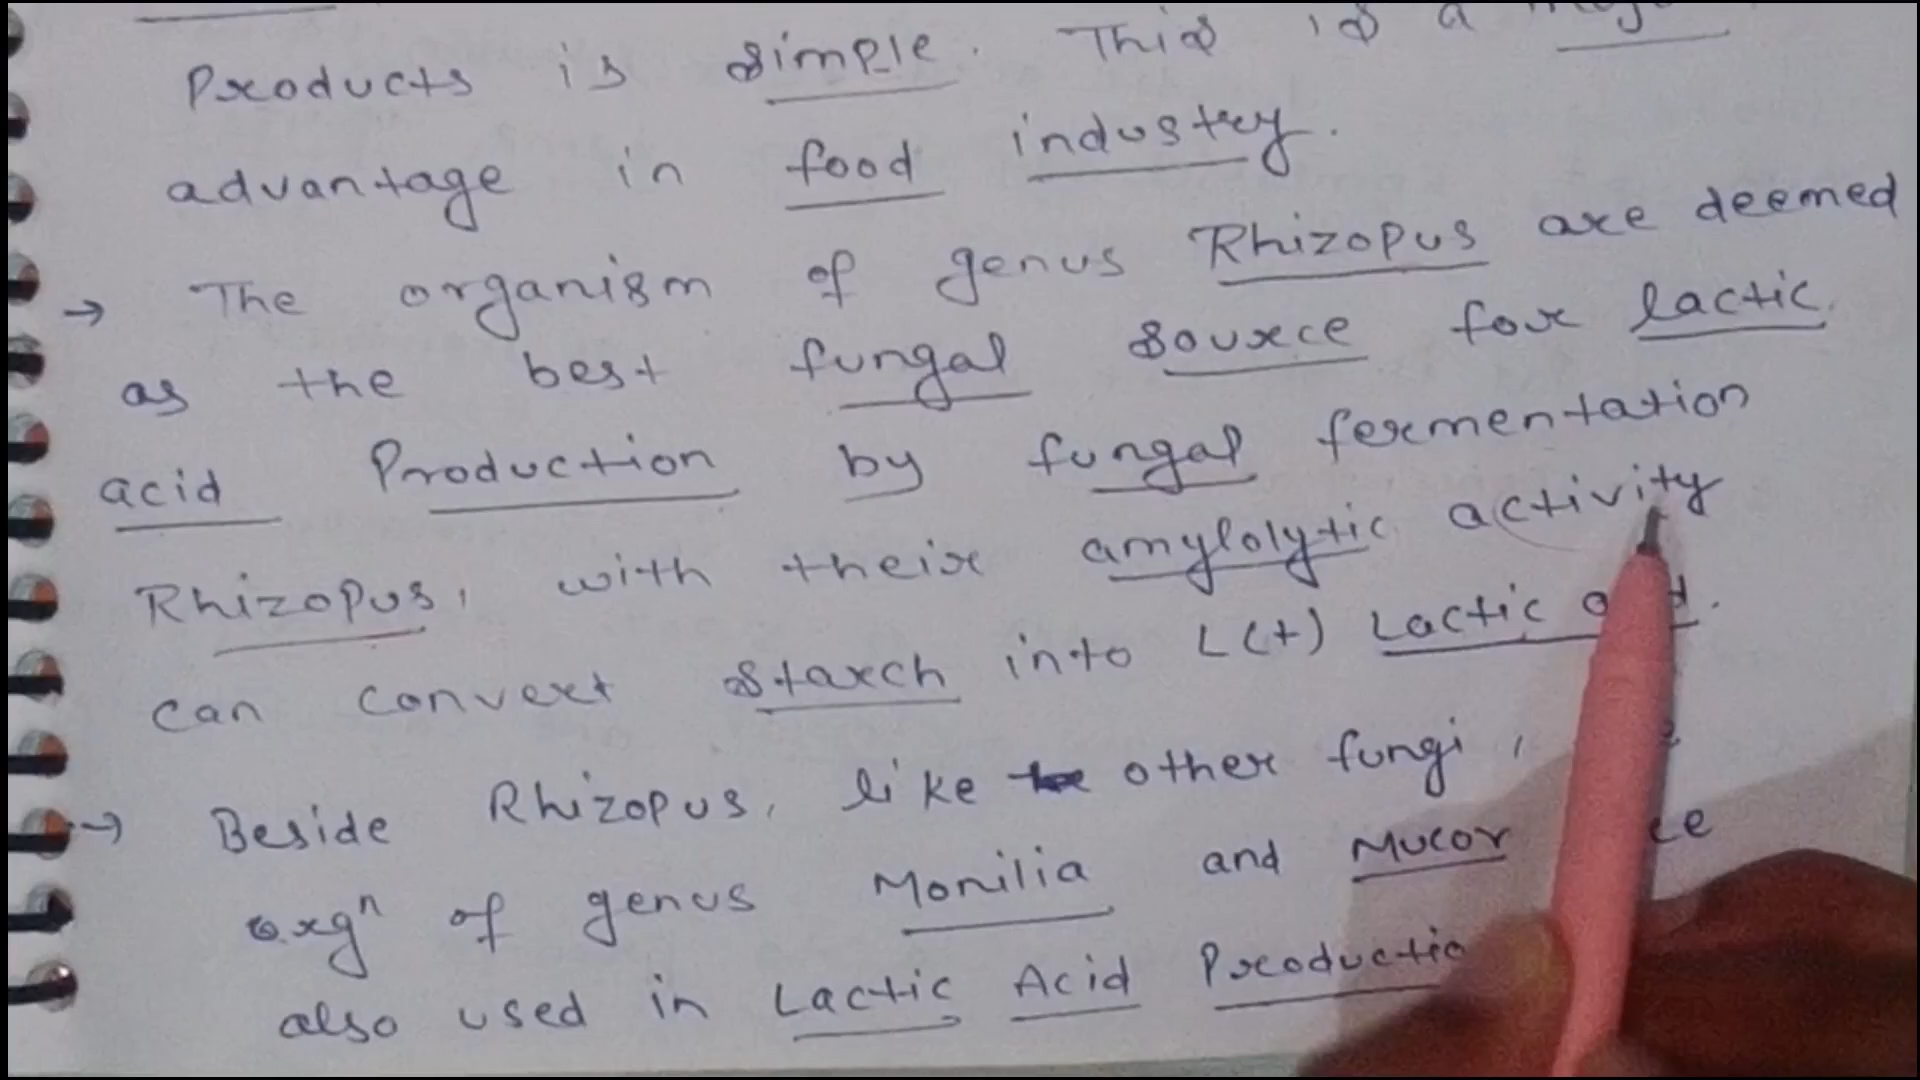 Products is simple. This is a
advantage in food industry.
→ The organism of genus Rhizopus are deemed
as the best fungal source for lactic
acid Production by fungal fermentation
Rhizopus, with their amylolytic activity
can convert starch into L(+) Lactic
→ Beside Rhizopus, like other fungi,
orgⁿ of genus Monilia and Mucor
also used in Lactic Acid Productio